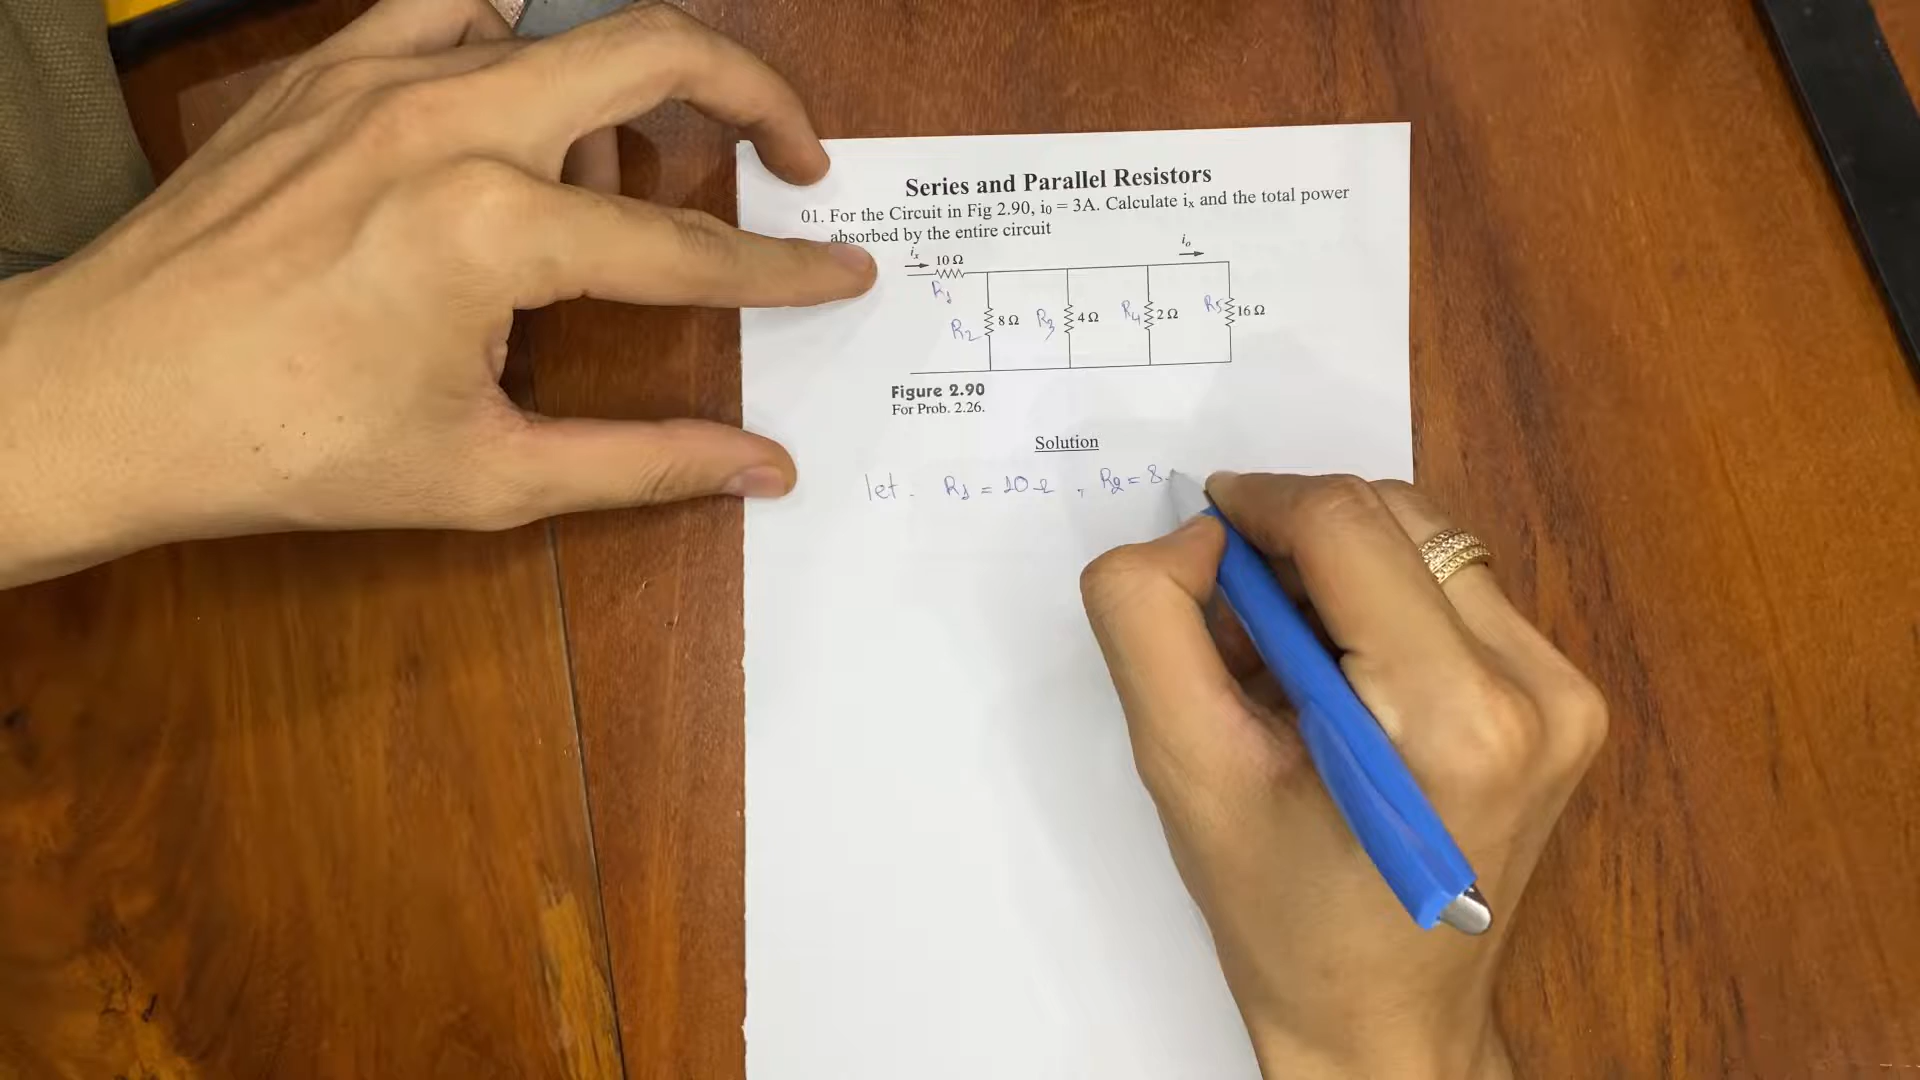 Series and Parallel Resistors
01. For the Circuit in Fig 2.90, i0 = 3A. Calculate ix and the total power
absorbed by the entire circuit
ix
10 Ω
io
R1
R2
8 Ω
R3
4 Ω
R4
2 Ω
R5
16 Ω
Figure 2.90
For Prob. 2.26.
Solution
let. R1 = 10 Ω , R2 = 8